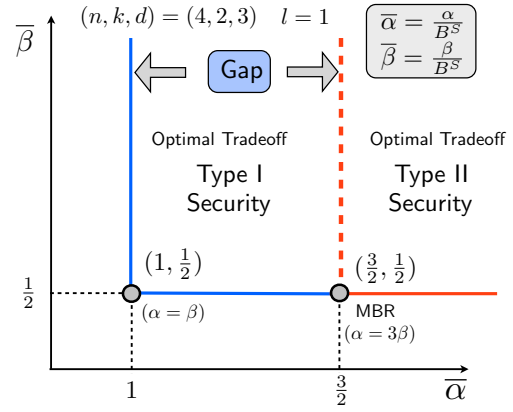 β̅
(n, k, d) = (4, 2, 3)
l = 1
α̅ = α/B^S
β̅ = β/B^S
Gap
Optimal Tradeoff
Type I
Security
Optimal Tradeoff
Type II
Security
(1, 1/2)
(3/2, 1/2)
1/2
(α = β)
MBR
(α = 3β)
1
3/2
α̅